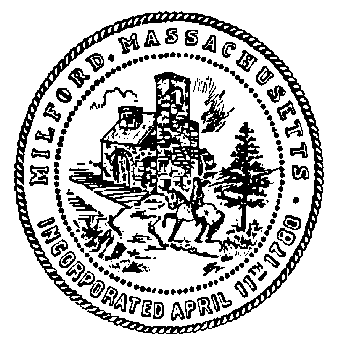 MILFORD, MASSACHUSETTS
INCORPORATED APRIL 11TH 1780